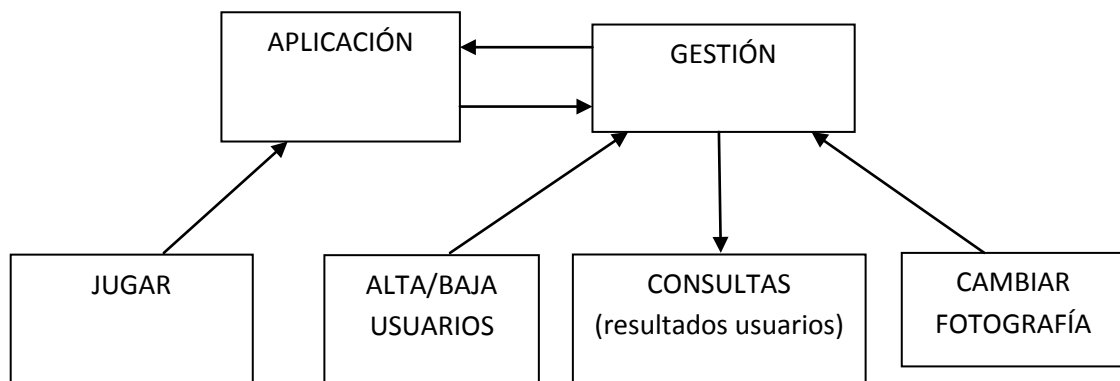 APLICACIÓN
GESTIÓN
JUGAR
ALTA/BAJA
USUARIOS
CONSULTAS
(resultados usuarios)
CAMBIAR
FOTOGRAFÍA